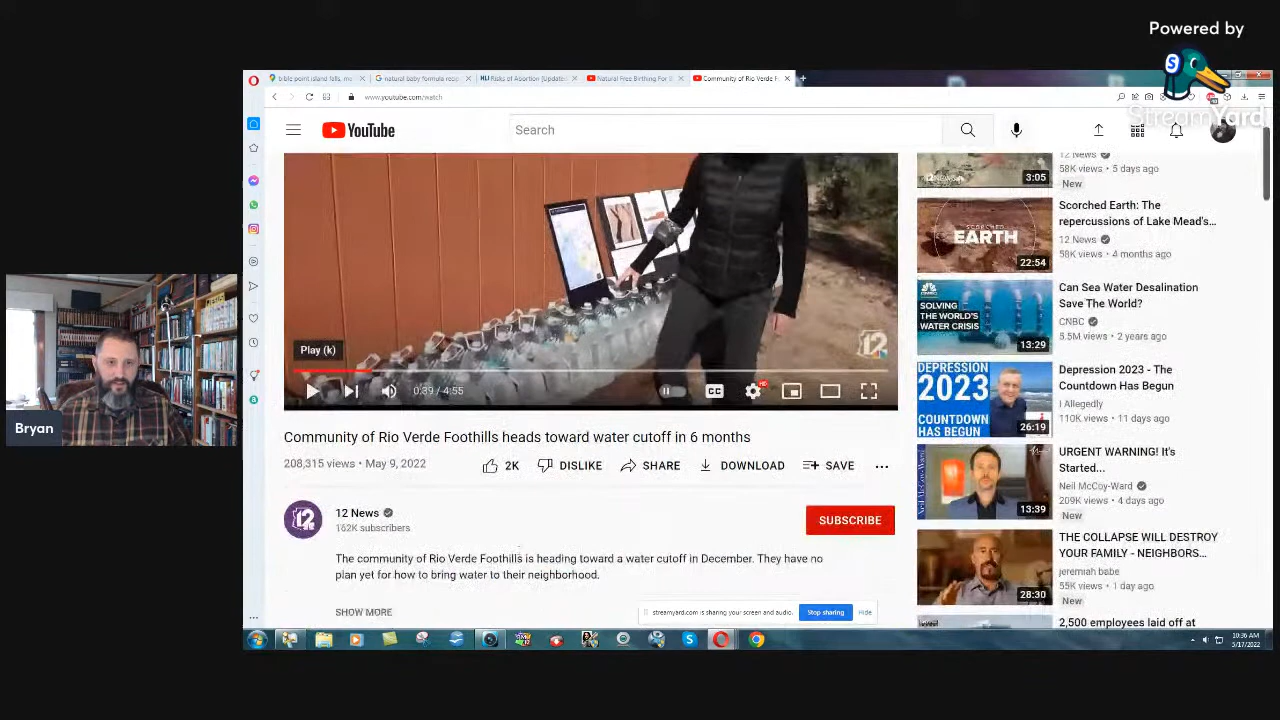 Powered by
StreamYard
natural baby formula reca
Risks of Abortion [Update
Natural Free Birthing For
Community of Rio Verde F
www.youtube.com/watch
YouTube
Search
12 News
58K views • 5 days ago
New
3:05
Scorched Earth: The
repercussions of Lake Mead's...
12 News
58K views • 4 months ago
SCORCHED
EARTH
22:54
Can Sea Water Desalination
Save The World?
CNBC
5.5M views • 2 years ago
SOLVING
THE WORLD'S
WATER CRISIS
13:29
Depression 2023 - The
Countdown Has Begun
I Allegedly
110K views • 11 days ago
DEPRESSION
2023
COUNTDOWN
HAS BEGUN
26:19
URGENT WARNING! It's
Started...
Neil McCoy-Ward
209K views • 4 days ago
New
13:39
THE COLLAPSE WILL DESTROY
YOUR FAMILY - NEIGHBORS...
jeremiah babe
55K views • 1 day ago
New
28:30
2,500 employees laid off at
Play (k)
0:39 / 4:55
CC
HD
12
Bryan
Community of Rio Verde Foothills heads toward water cutoff in 6 months
208,315 views • May 9, 2022
2K
DISLIKE
SHARE
DOWNLOAD
SAVE
12 News
162K subscribers
SUBSCRIBE
The community of Rio Verde Foothills is heading toward a water cutoff in December. They have no
plan yet for how to bring water to their neighborhood.
SHOW MORE
streamyard.com is sharing your screen and audio.
Stop sharing
Hide
10:36 AM
5/17/2022